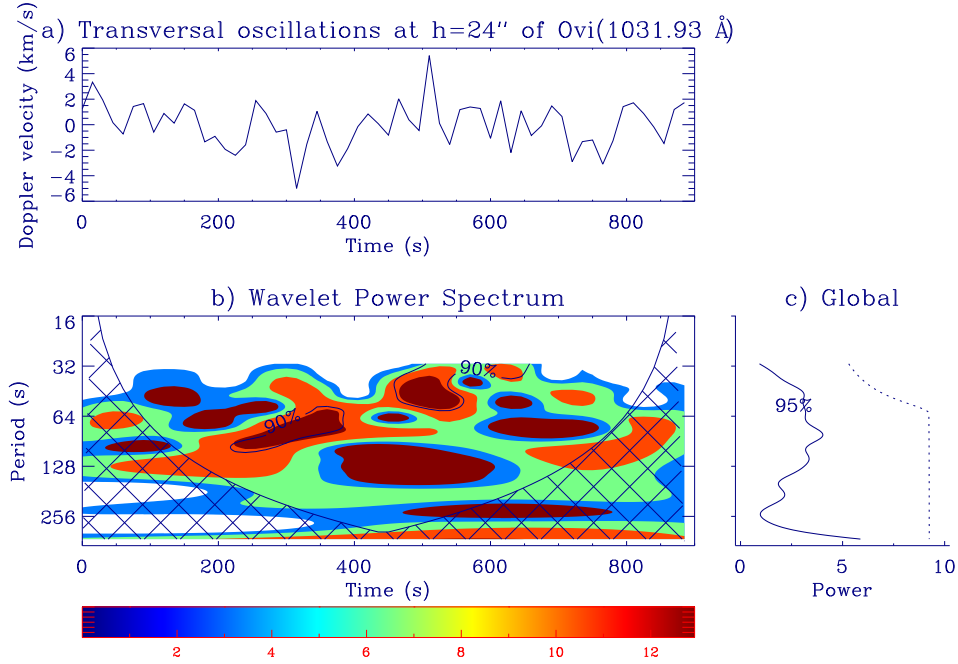 a) Transversal oscillations at h=24" of Ovi(1031.93 Å)
Doppler velocity (km/s)
6
4
2
0
−2
−4
−6
0 200 400 600 800
Time (s)
b) Wavelet Power Spectrum
c) Global
Period (s)
16
32
64
128
256
90%
90%
95%
0 200 400 600 800
Time (s)
0 5 10
Power
2 4 6 8 10 12